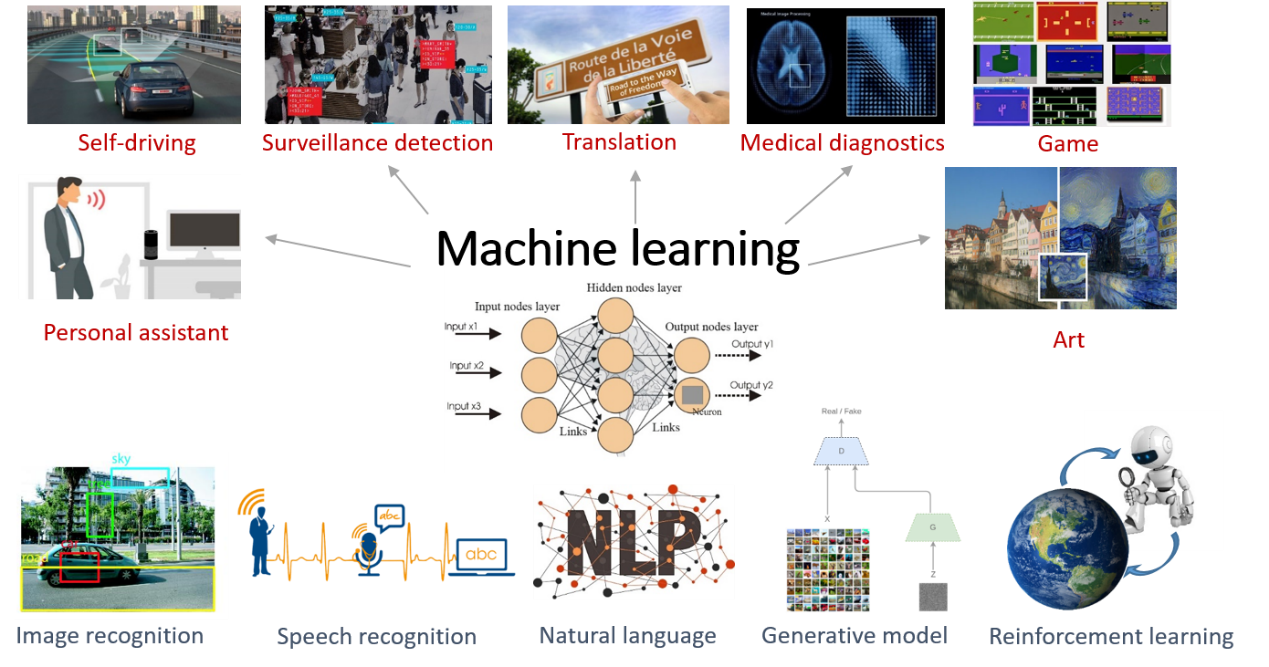 Route de la Voie
de la Liberté
Road to the Way
of Freedom
Medical Image Processing
Self-driving
Surveillance detection
Translation
Medical diagnostics
Game
Machine learning
Personal assistant
Art
Hidden nodes layer
Input nodes layer
Output nodes layer
Input x1
Input x2
Input x3
Output y1
Output y2
Neuron
Links
Links
Real / Fake
D
X
G
Z
sky
abc
abc
NLP
Image recognition
Speech recognition
Natural language
Generative model
Reinforcement learning